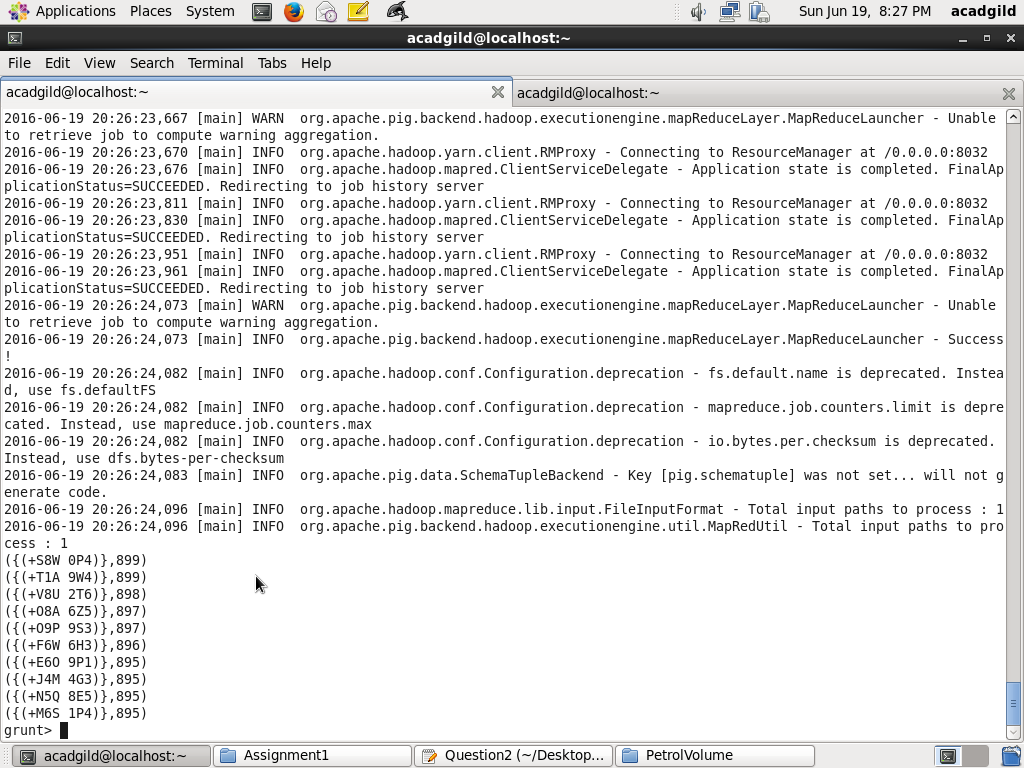 Applications Places System Sun Jun 19, 8:27 PM acadgild
acadgild@localhost:~
File Edit View Search Terminal Tabs Help
acadgild@localhost:~ acadgild@localhost:~
2016-06-19 20:26:23,667 [main] WARN  org.apache.pig.backend.hadoop.executionengine.mapReduceLayer.MapReduceLauncher - Unable
to retrieve job to compute warning aggregation.
2016-06-19 20:26:23,670 [main] INFO  org.apache.hadoop.yarn.client.RMProxy - Connecting to ResourceManager at /0.0.0.0:8032
2016-06-19 20:26:23,676 [main] INFO  org.apache.hadoop.mapred.ClientServiceDelegate - Application state is completed. FinalAp
plicationStatus=SUCCEEDED. Redirecting to job history server
2016-06-19 20:26:23,811 [main] INFO  org.apache.hadoop.yarn.client.RMProxy - Connecting to ResourceManager at /0.0.0.0:8032
2016-06-19 20:26:23,830 [main] INFO  org.apache.hadoop.mapred.ClientServiceDelegate - Application state is completed. FinalAp
plicationStatus=SUCCEEDED. Redirecting to job history server
2016-06-19 20:26:23,951 [main] INFO  org.apache.hadoop.yarn.client.RMProxy - Connecting to ResourceManager at /0.0.0.0:8032
2016-06-19 20:26:23,961 [main] INFO  org.apache.hadoop.mapred.ClientServiceDelegate - Application state is completed. FinalAp
plicationStatus=SUCCEEDED. Redirecting to job history server
2016-06-19 20:26:24,073 [main] WARN  org.apache.pig.backend.hadoop.executionengine.mapReduceLayer.MapReduceLauncher - Unable
to retrieve job to compute warning aggregation.
2016-06-19 20:26:24,073 [main] INFO  org.apache.pig.backend.hadoop.executionengine.mapReduceLayer.MapReduceLauncher - Success
!
2016-06-19 20:26:24,082 [main] INFO  org.apache.hadoop.conf.Configuration.deprecation - fs.default.name is deprecated. Instea
d, use fs.defaultFS
2016-06-19 20:26:24,082 [main] INFO  org.apache.hadoop.conf.Configuration.deprecation - mapreduce.job.counters.limit is depre
cated. Instead, use mapreduce.job.counters.max
2016-06-19 20:26:24,082 [main] INFO  org.apache.hadoop.conf.Configuration.deprecation - io.bytes.per.checksum is deprecated.
Instead, use dfs.bytes-per-checksum
2016-06-19 20:26:24,083 [main] INFO  org.apache.pig.data.SchemaTupleBackend - Key [pig.schematuple] was not set... will not g
enerate code.
2016-06-19 20:26:24,096 [main] INFO  org.apache.hadoop.mapreduce.lib.input.FileInputFormat - Total input paths to process : 1
2016-06-19 20:26:24,096 [main] INFO  org.apache.pig.backend.hadoop.executionengine.util.MapRedUtil - Total input paths to pro
cess : 1
({(+S8W 0P4)},899)
({(+T1A 9W4)},899)
({(+V8U 2T6)},898)
({(+O8A 6Z5)},897)
({(+O9P 9S3)},897)
({(+F6W 6H3)},896)
({(+E6O 9P1)},895)
({(+J4M 4G3)},895)
({(+N5Q 8E5)},895)
({(+M6S 1P4)},895)
grunt>
acadgild@localhost:~ Assignment1 Question2 (~/Desktop... PetrolVolume